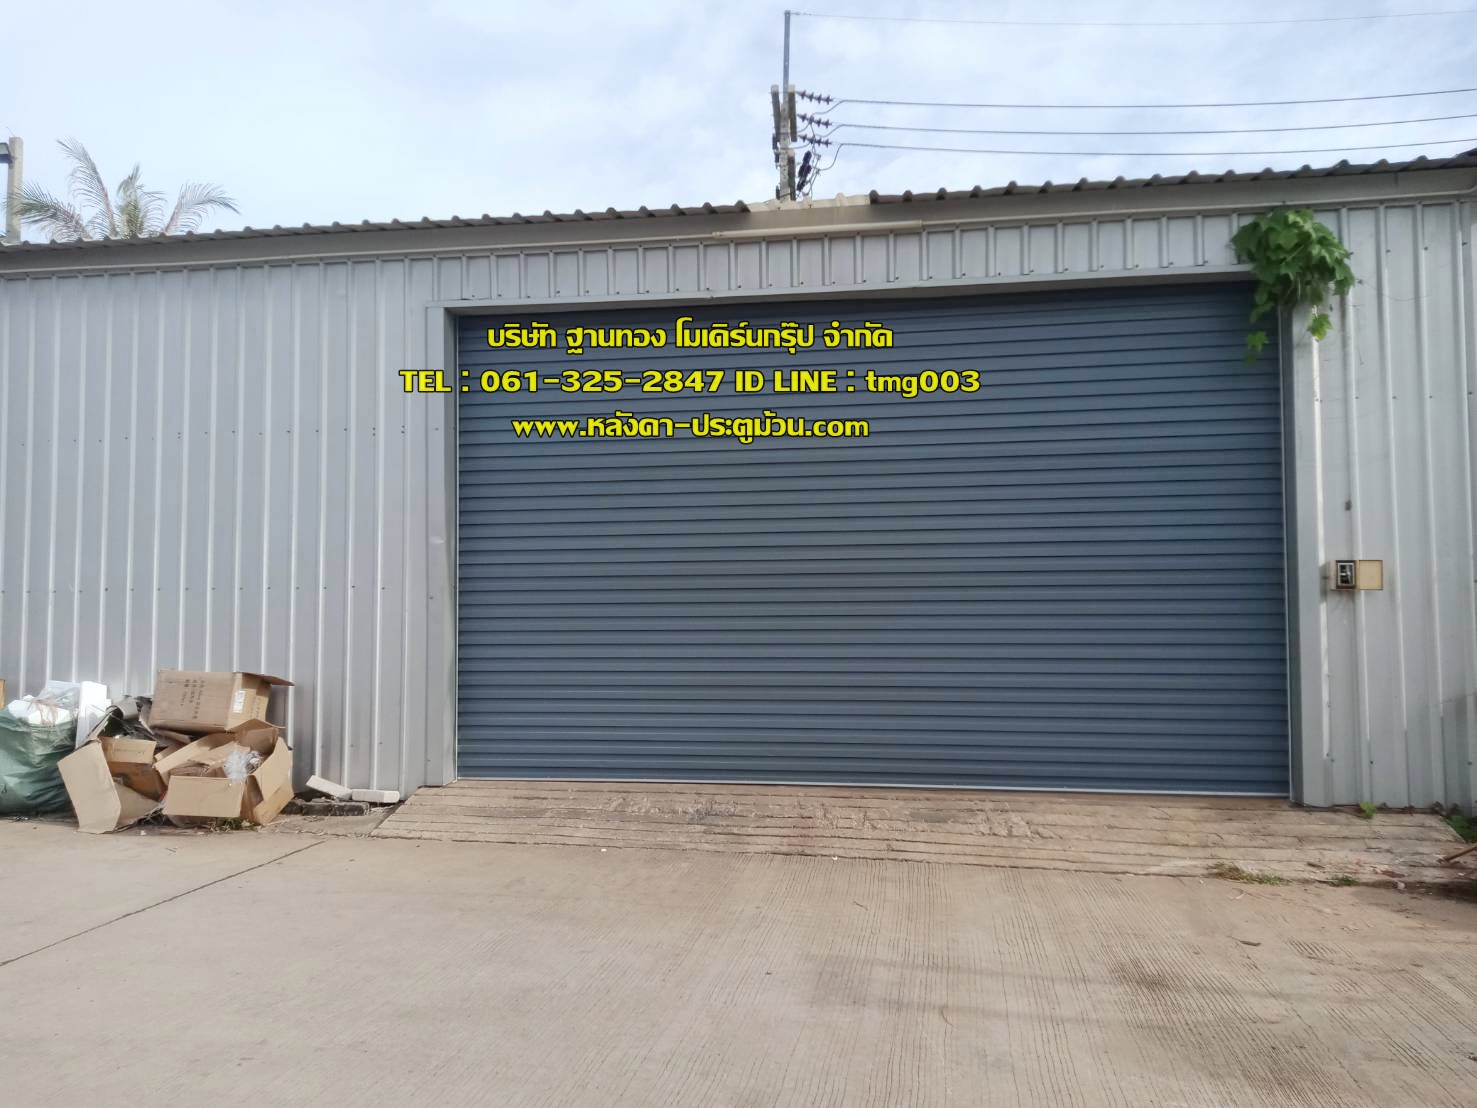 บริษัท ฐานทอง โมเดิร์นกรุ๊ป จำกัด
TEL : 061-325-2847 ID LINE : tmg003
www.หลังคา-ประตูม้วน.com